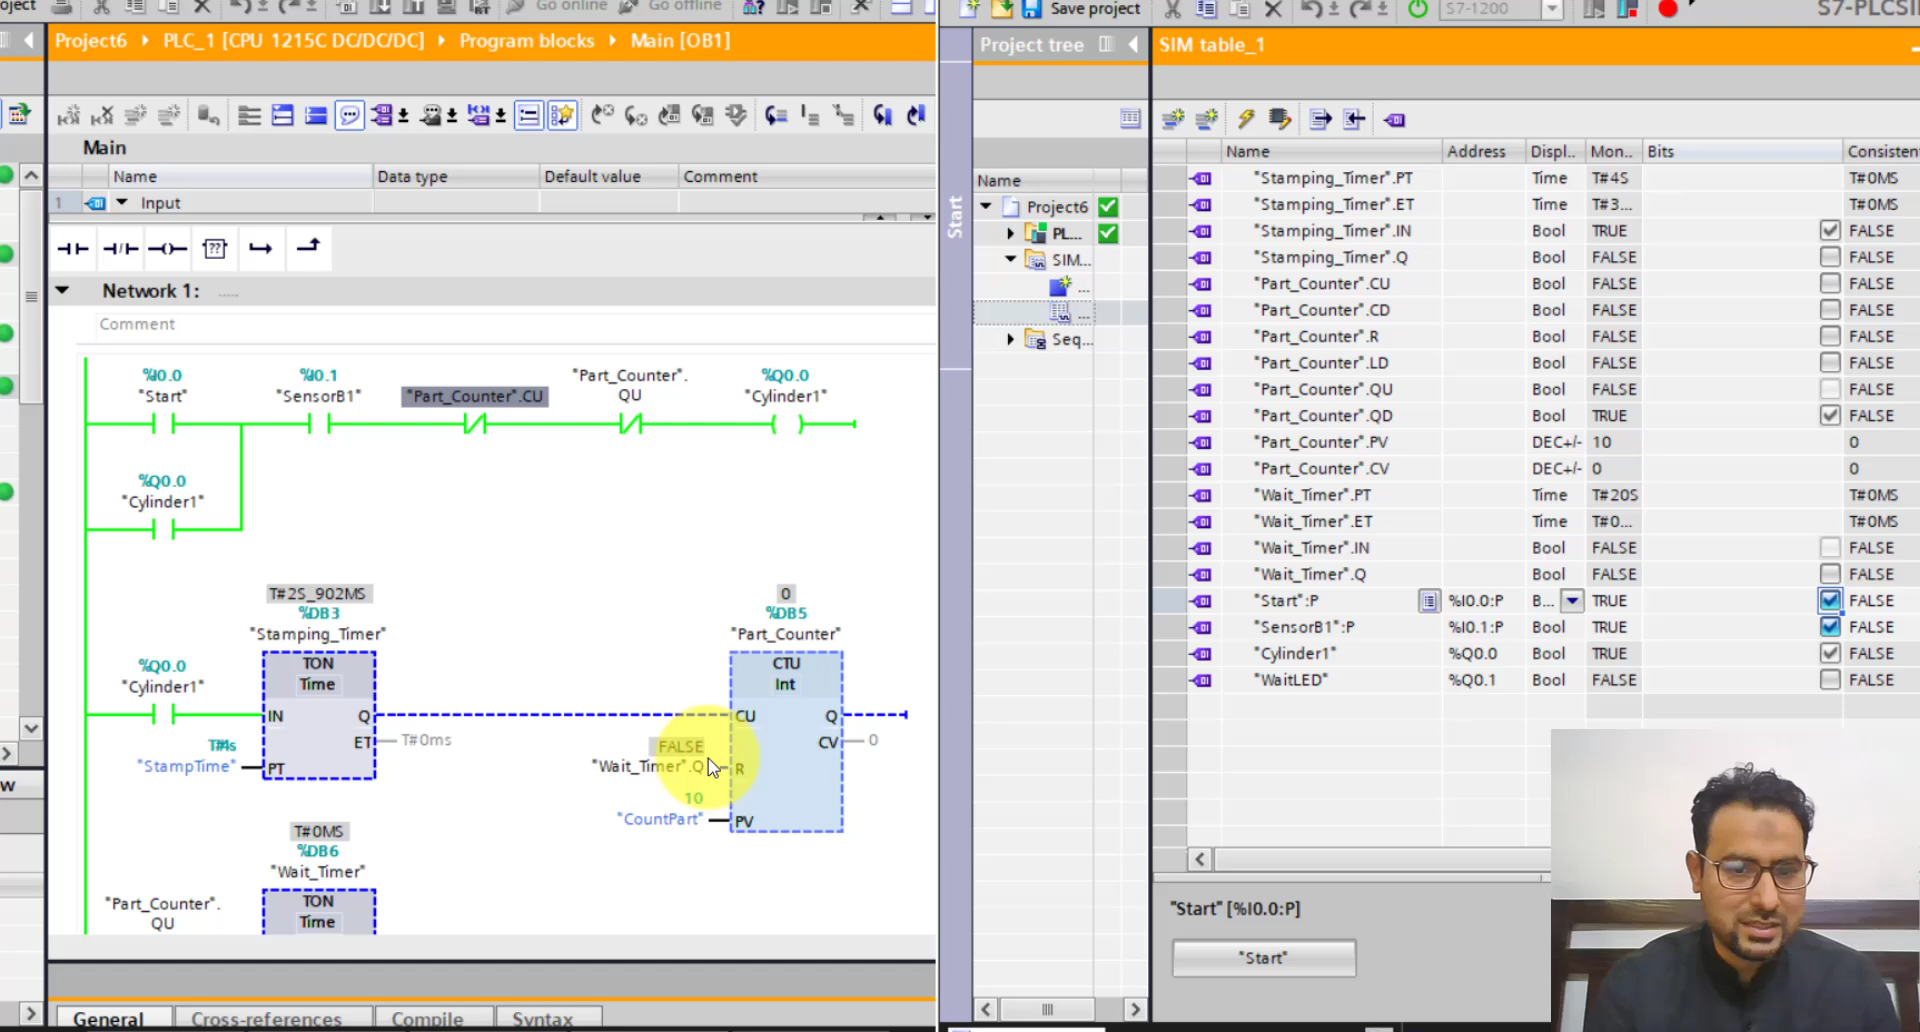 oject
Go online
Go offline
Project6
PLC_1 [CPU 1215C DC/DC/DC]
Program blocks
Main [OB1]
Main
Name
Data type
Default value
Comment
1
Input
Network 1:
Comment
%I0.0
"Start"
%I0.1
"SensorB1"
"Part_Counter".CU
"Part_Counter".
QU
%Q0.0
"Cylinder1"
%Q0.0
"Cylinder1"
T#2S_902MS
%DB3
"Stamping_Timer"
TON
Time
%Q0.0
"Cylinder1"
IN
Q
ET
T#0ms
T#4s
"StampTime"
PT
0
%DB5
"Part_Counter"
CTU
Int
CU
Q
CV
0
FALSE
"Wait_Timer".Q
R
10
"CountPart"
PV
T#0MS
%DB6
"Wait_Timer"
TON
Time
"Part_Counter".
QU
w
General
Cross-references
Compile
Syntax
Save project
S7-1200
S7-PLCSI
Start
Project tree
Name
Project6
PL...
SIM...
...
...
Seq...
SIM table_1
Name
Address
Displ..
Mon..
Bits
Consistent
"Stamping_Timer".PT Time T#4S T#0MS
"Stamping_Timer".ET Time T#3... T#0MS
"Stamping_Timer".IN Bool TRUE FALSE
"Stamping_Timer".Q Bool FALSE FALSE
"Part_Counter".CU Bool FALSE FALSE
"Part_Counter".CD Bool FALSE FALSE
"Part_Counter".R Bool FALSE FALSE
"Part_Counter".LD Bool FALSE FALSE
"Part_Counter".QU Bool FALSE FALSE
"Part_Counter".QD Bool TRUE FALSE
"Part_Counter".PV DEC+/- 10 0
"Part_Counter".CV DEC+/- 0 0
"Wait_Timer".PT Time T#20S T#0MS
"Wait_Timer".ET Time T#0... T#0MS
"Wait_Timer".IN Bool FALSE FALSE
"Wait_Timer".Q Bool FALSE FALSE
"Start":P %I0.0:P B... TRUE FALSE
"SensorB1":P %I0.1:P Bool TRUE FALSE
"Cylinder1" %Q0.0 Bool TRUE FALSE
"WaitLED" %Q0.1 Bool FALSE FALSE
"Start" [%I0.0:P]
"Start"